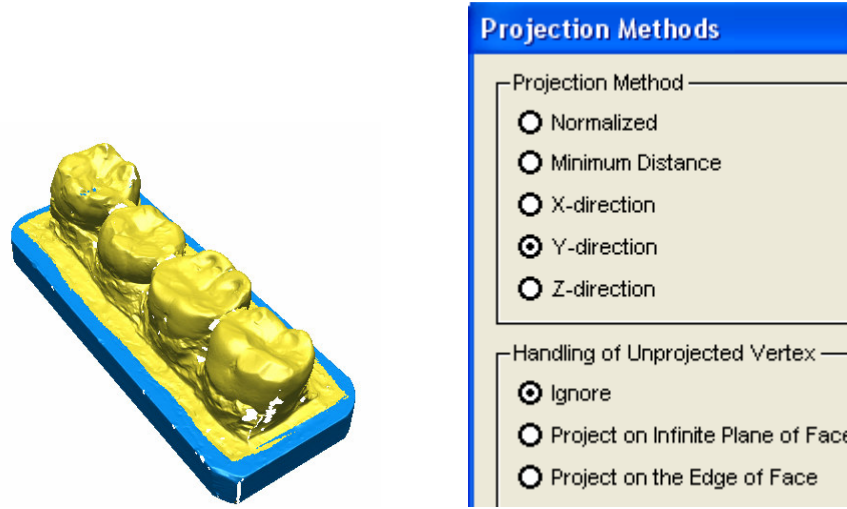 Projection Methods
Projection Method
Normalized
Minimum Distance
X-direction
Y-direction
Z-direction
Handling of Unprojected Vertex
Ignore
Project on Infinite Plane of Face
Project on the Edge of Face